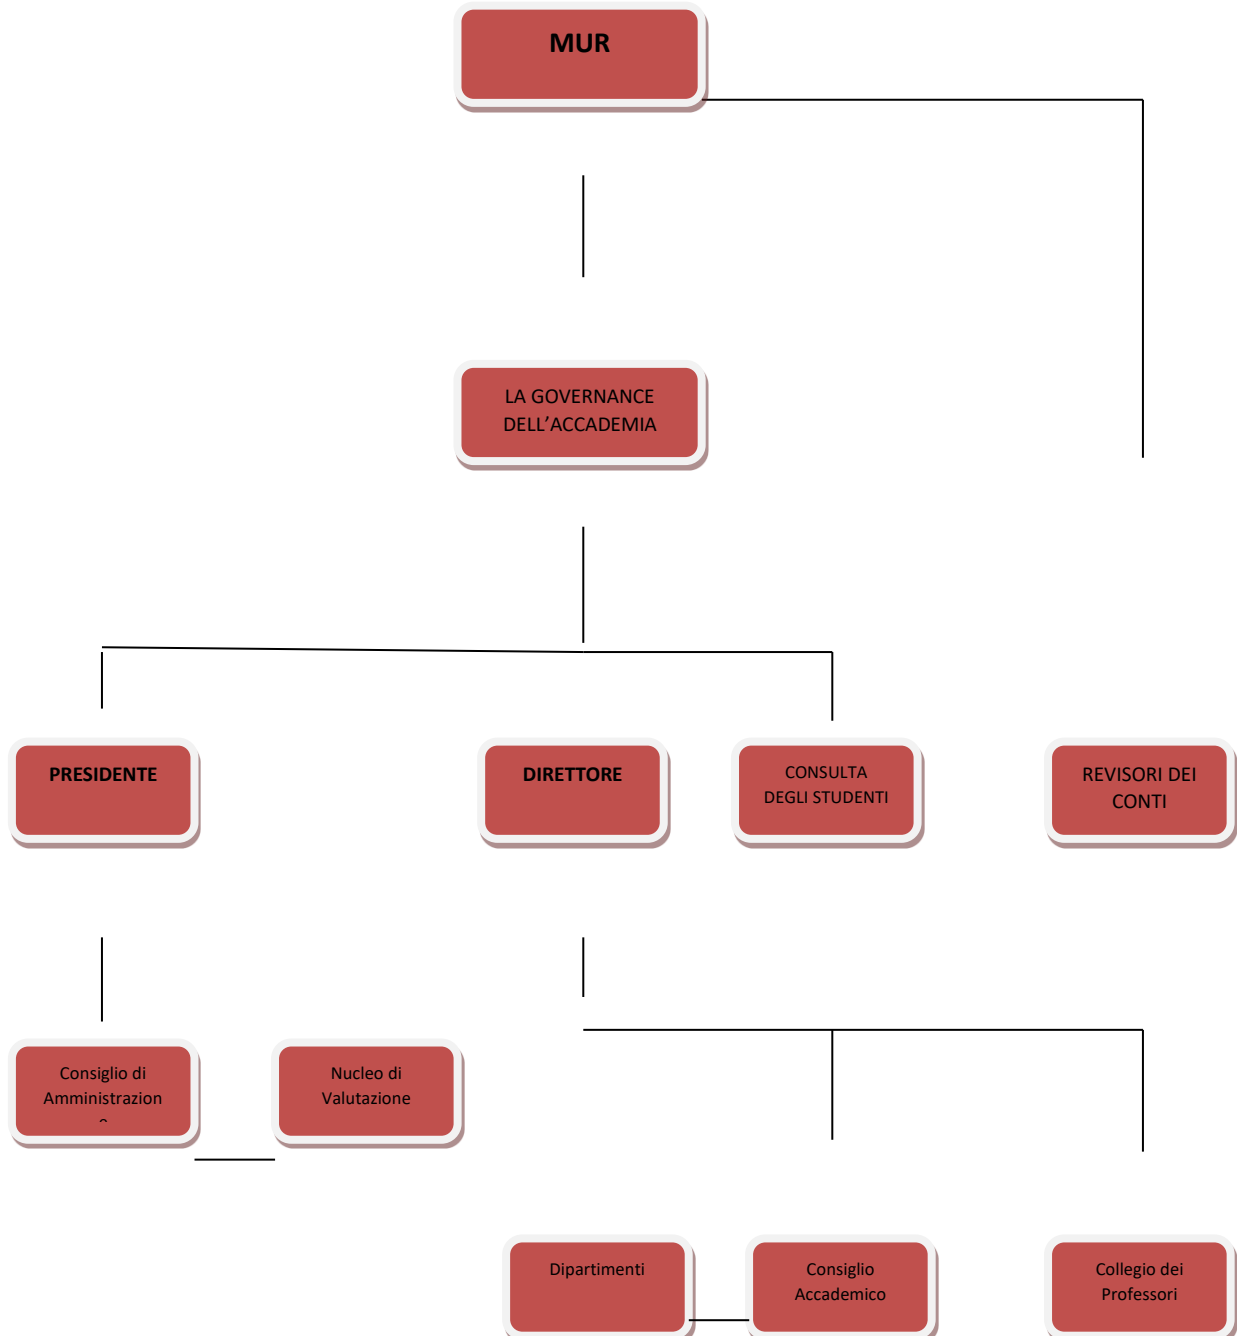 MUR
LA GOVERNANCE
DELL’ACCADEMIA
PRESIDENTE
DIRETTORE
CONSULTA
DEGLI STUDENTI
REVISORI DEI
CONTI
Consiglio di
Amministrazion
Nucleo di
Valutazione
Dipartimenti
Consiglio
Accademico
Collegio dei
Professori